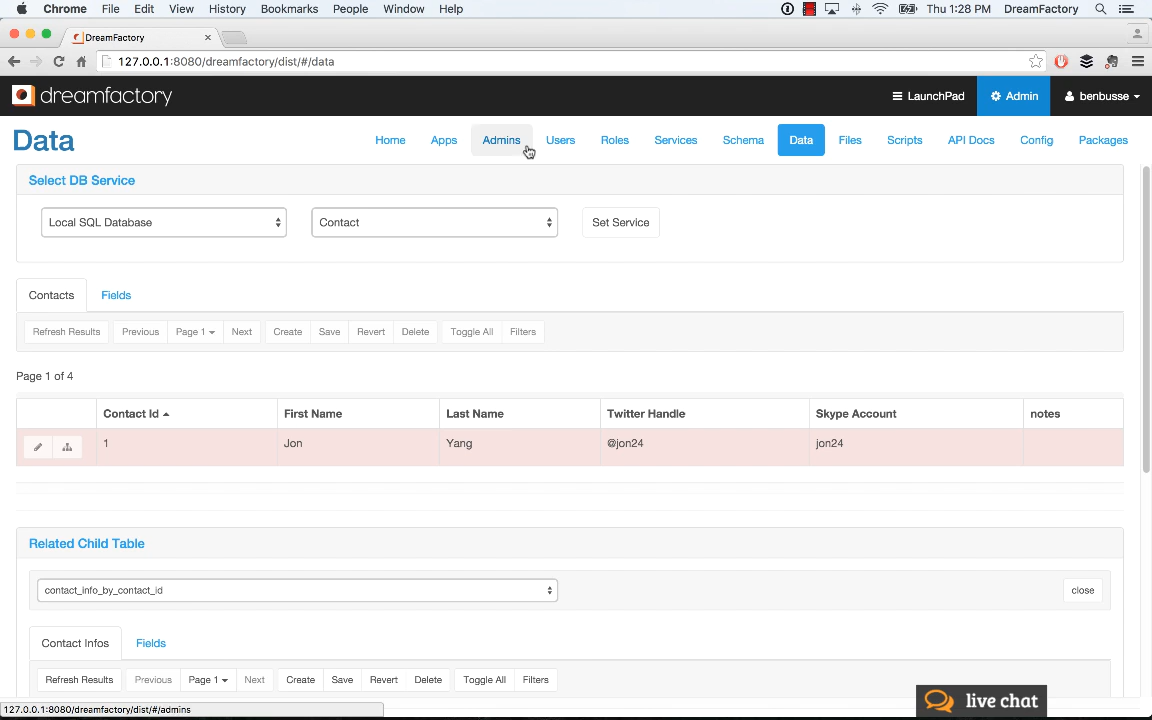 Chrome File Edit View History Bookmarks People Window Help Thu 1:28 PM DreamFactory
DreamFactory
127.0.0.1:8080/dreamfactory/dist/#/data
dreamfactory LaunchPad Admin benbusse
Data Home Apps Admins Users Roles Services Schema Data Files Scripts API Docs Config Packages
Select DB Service
Local SQL Database Contact Set Service
Contacts Fields
Refresh Results Previous Page 1 Next Create Save Revert Delete Toggle All Filters
Page 1 of 4
Contact Id First Name Last Name Twitter Handle Skype Account notes
1 Jon Yang @jon24 jon24
Related Child Table
contact_info_by_contact_id close
Contact Infos Fields
Refresh Results Previous Page 1 Next Create Save Revert Delete Toggle All Filters
live chat
127.0.0.1:8080/dreamfactory/dist/#/admins